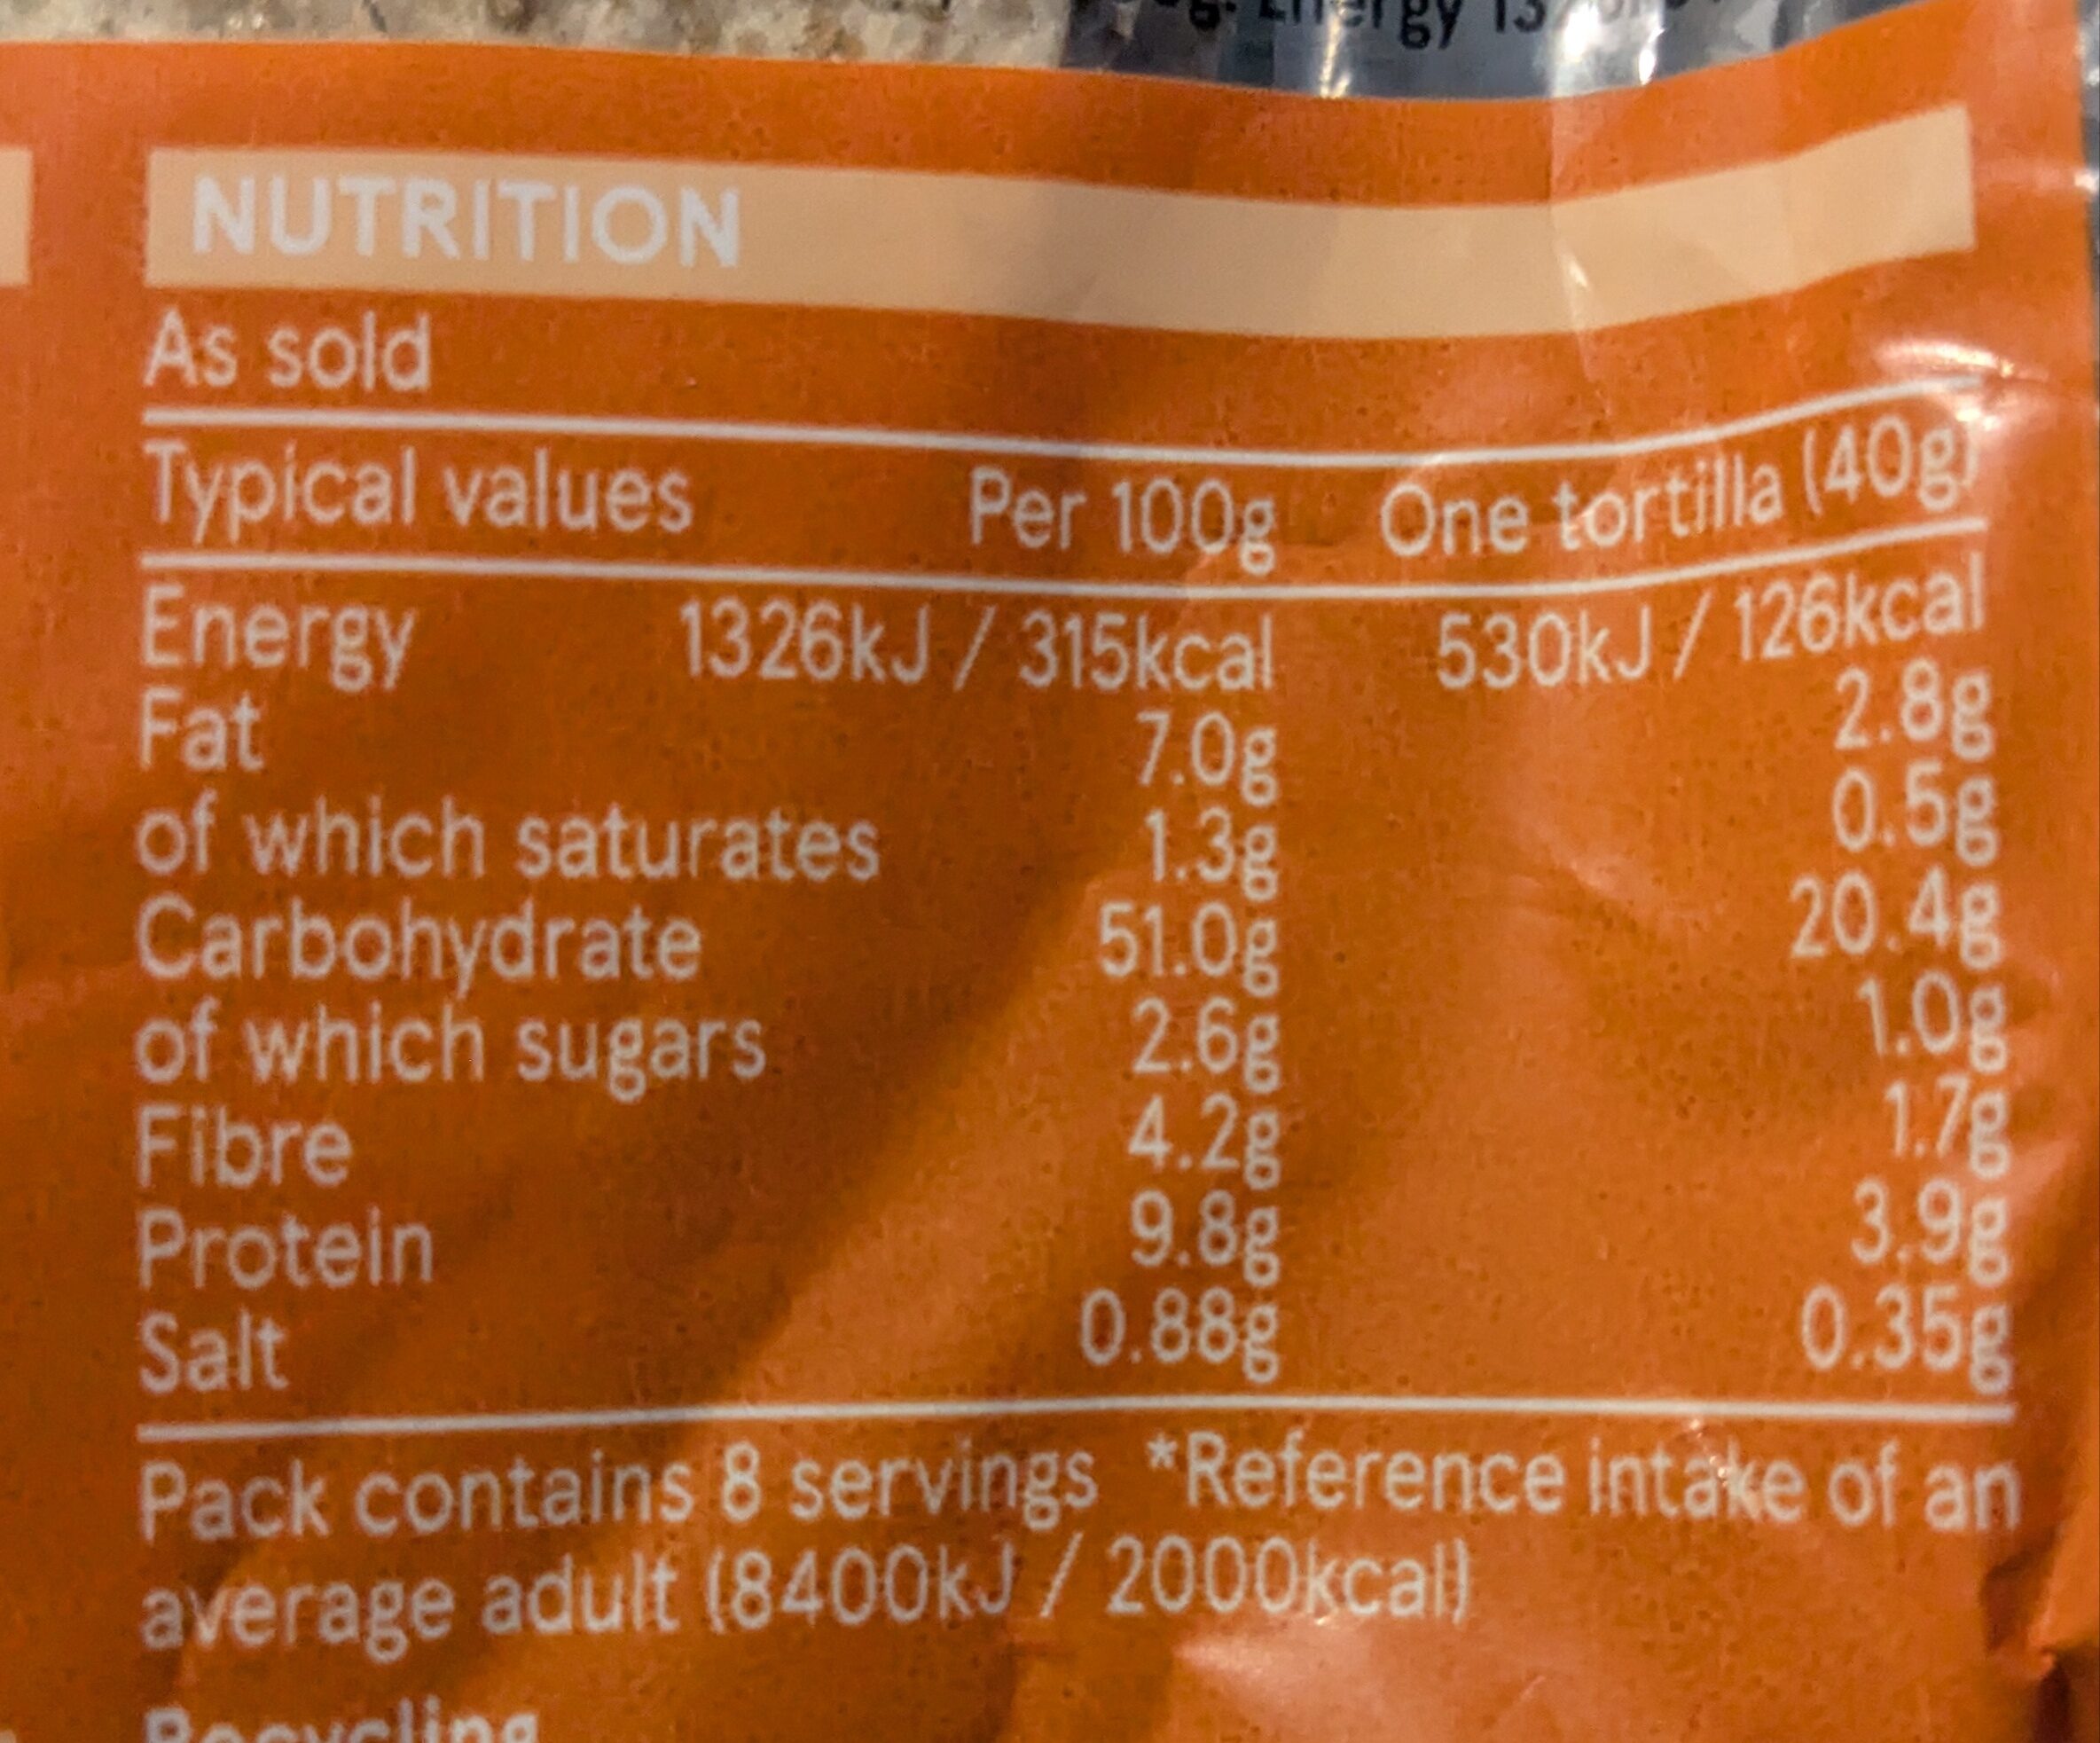 Energy 13
NUTRITION
As sold
Typical values Per 100g One tortilla (40g)
Energy 1326kJ / 315kcal 530kJ / 126kcal
Fat 7.0g 2.8g
of which saturates 1.3g 0.5g
Carbohydrate 51.0g 20.4g
of which sugars 2.6g 1.0g
Fibre 4.2g 1.7g
Protein 9.8g 3.9g
Salt 0.88g 0.35g
Pack contains 8 servings *Reference intake of an
average adult (8400kJ / 2000kcal)
Recycling